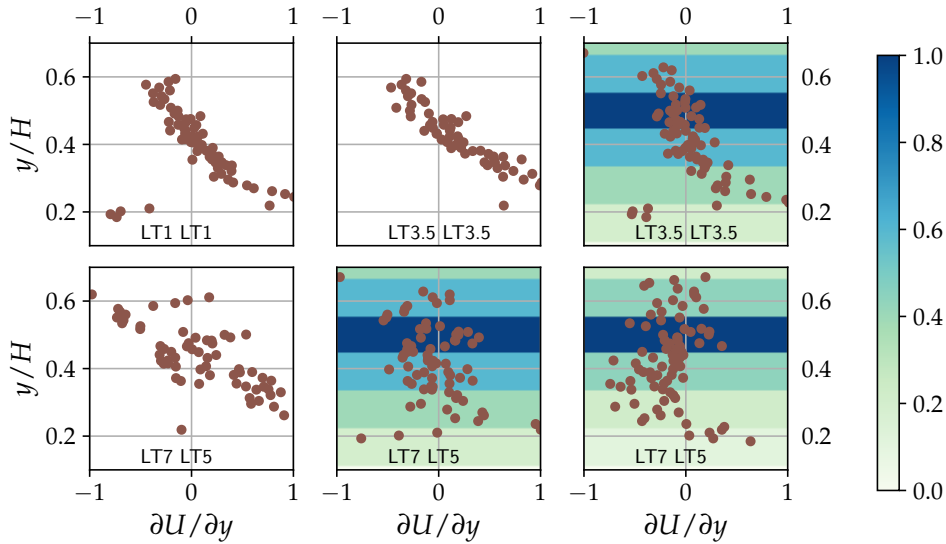 −1 0 1 −1 0 1 −1 0 1
y/H 0.6 0.4 0.2 0.6 0.4 0.2
LT1 LT1 LT3.5 LT3.5 LT3.5 LT3.5
y/H 0.6 0.4 0.2 0.6 0.4 0.2
LT7 LT5 LT7 LT5 LT7 LT5
−1 0 1 −1 0 1 −1 0 1
∂U/∂y ∂U/∂y ∂U/∂y
1.0
0.8
0.6
0.4
0.2
0.0